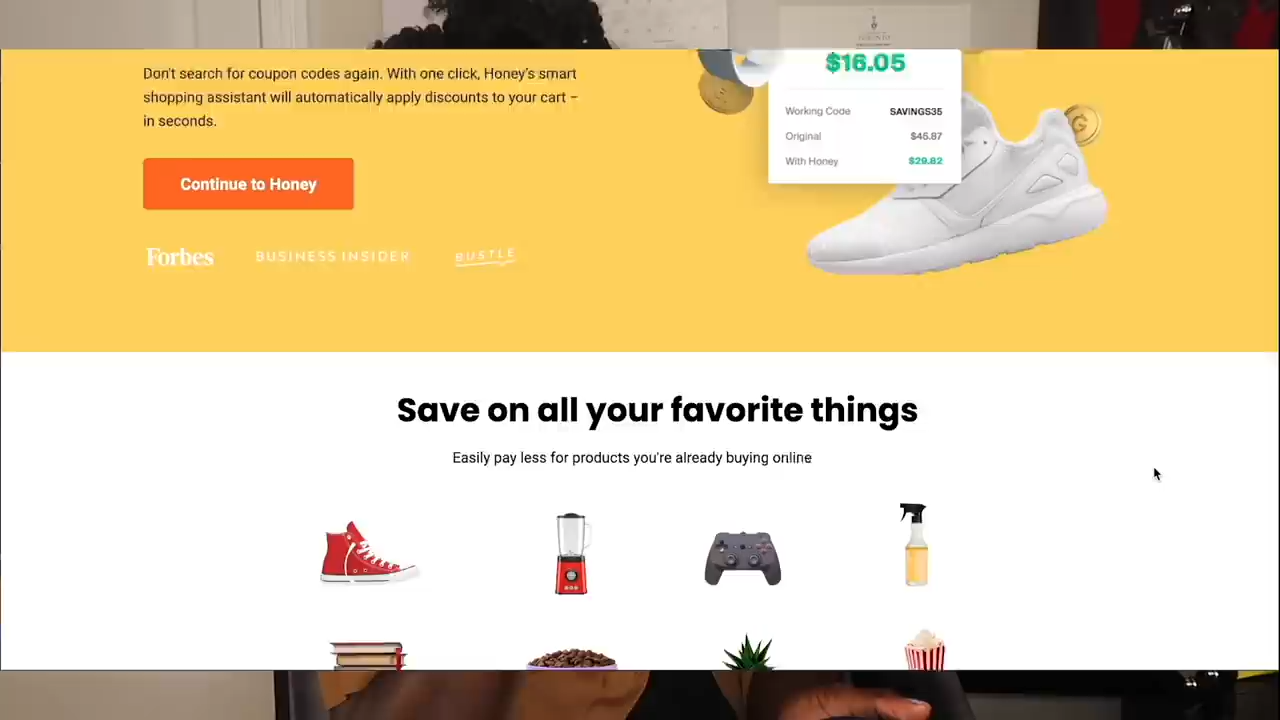 Don't search for coupon codes again. With one click, Honey's smart
shopping assistant will automatically apply discounts to your cart –
in seconds.
Continue to Honey
Forbes
BUSINESS INSIDER
BUSTLE
$16.05
Working Code SAVINGS35
Original $45.87
With Honey $29.82
G
Save on all your favorite things
Easily pay less for products you're already buying online